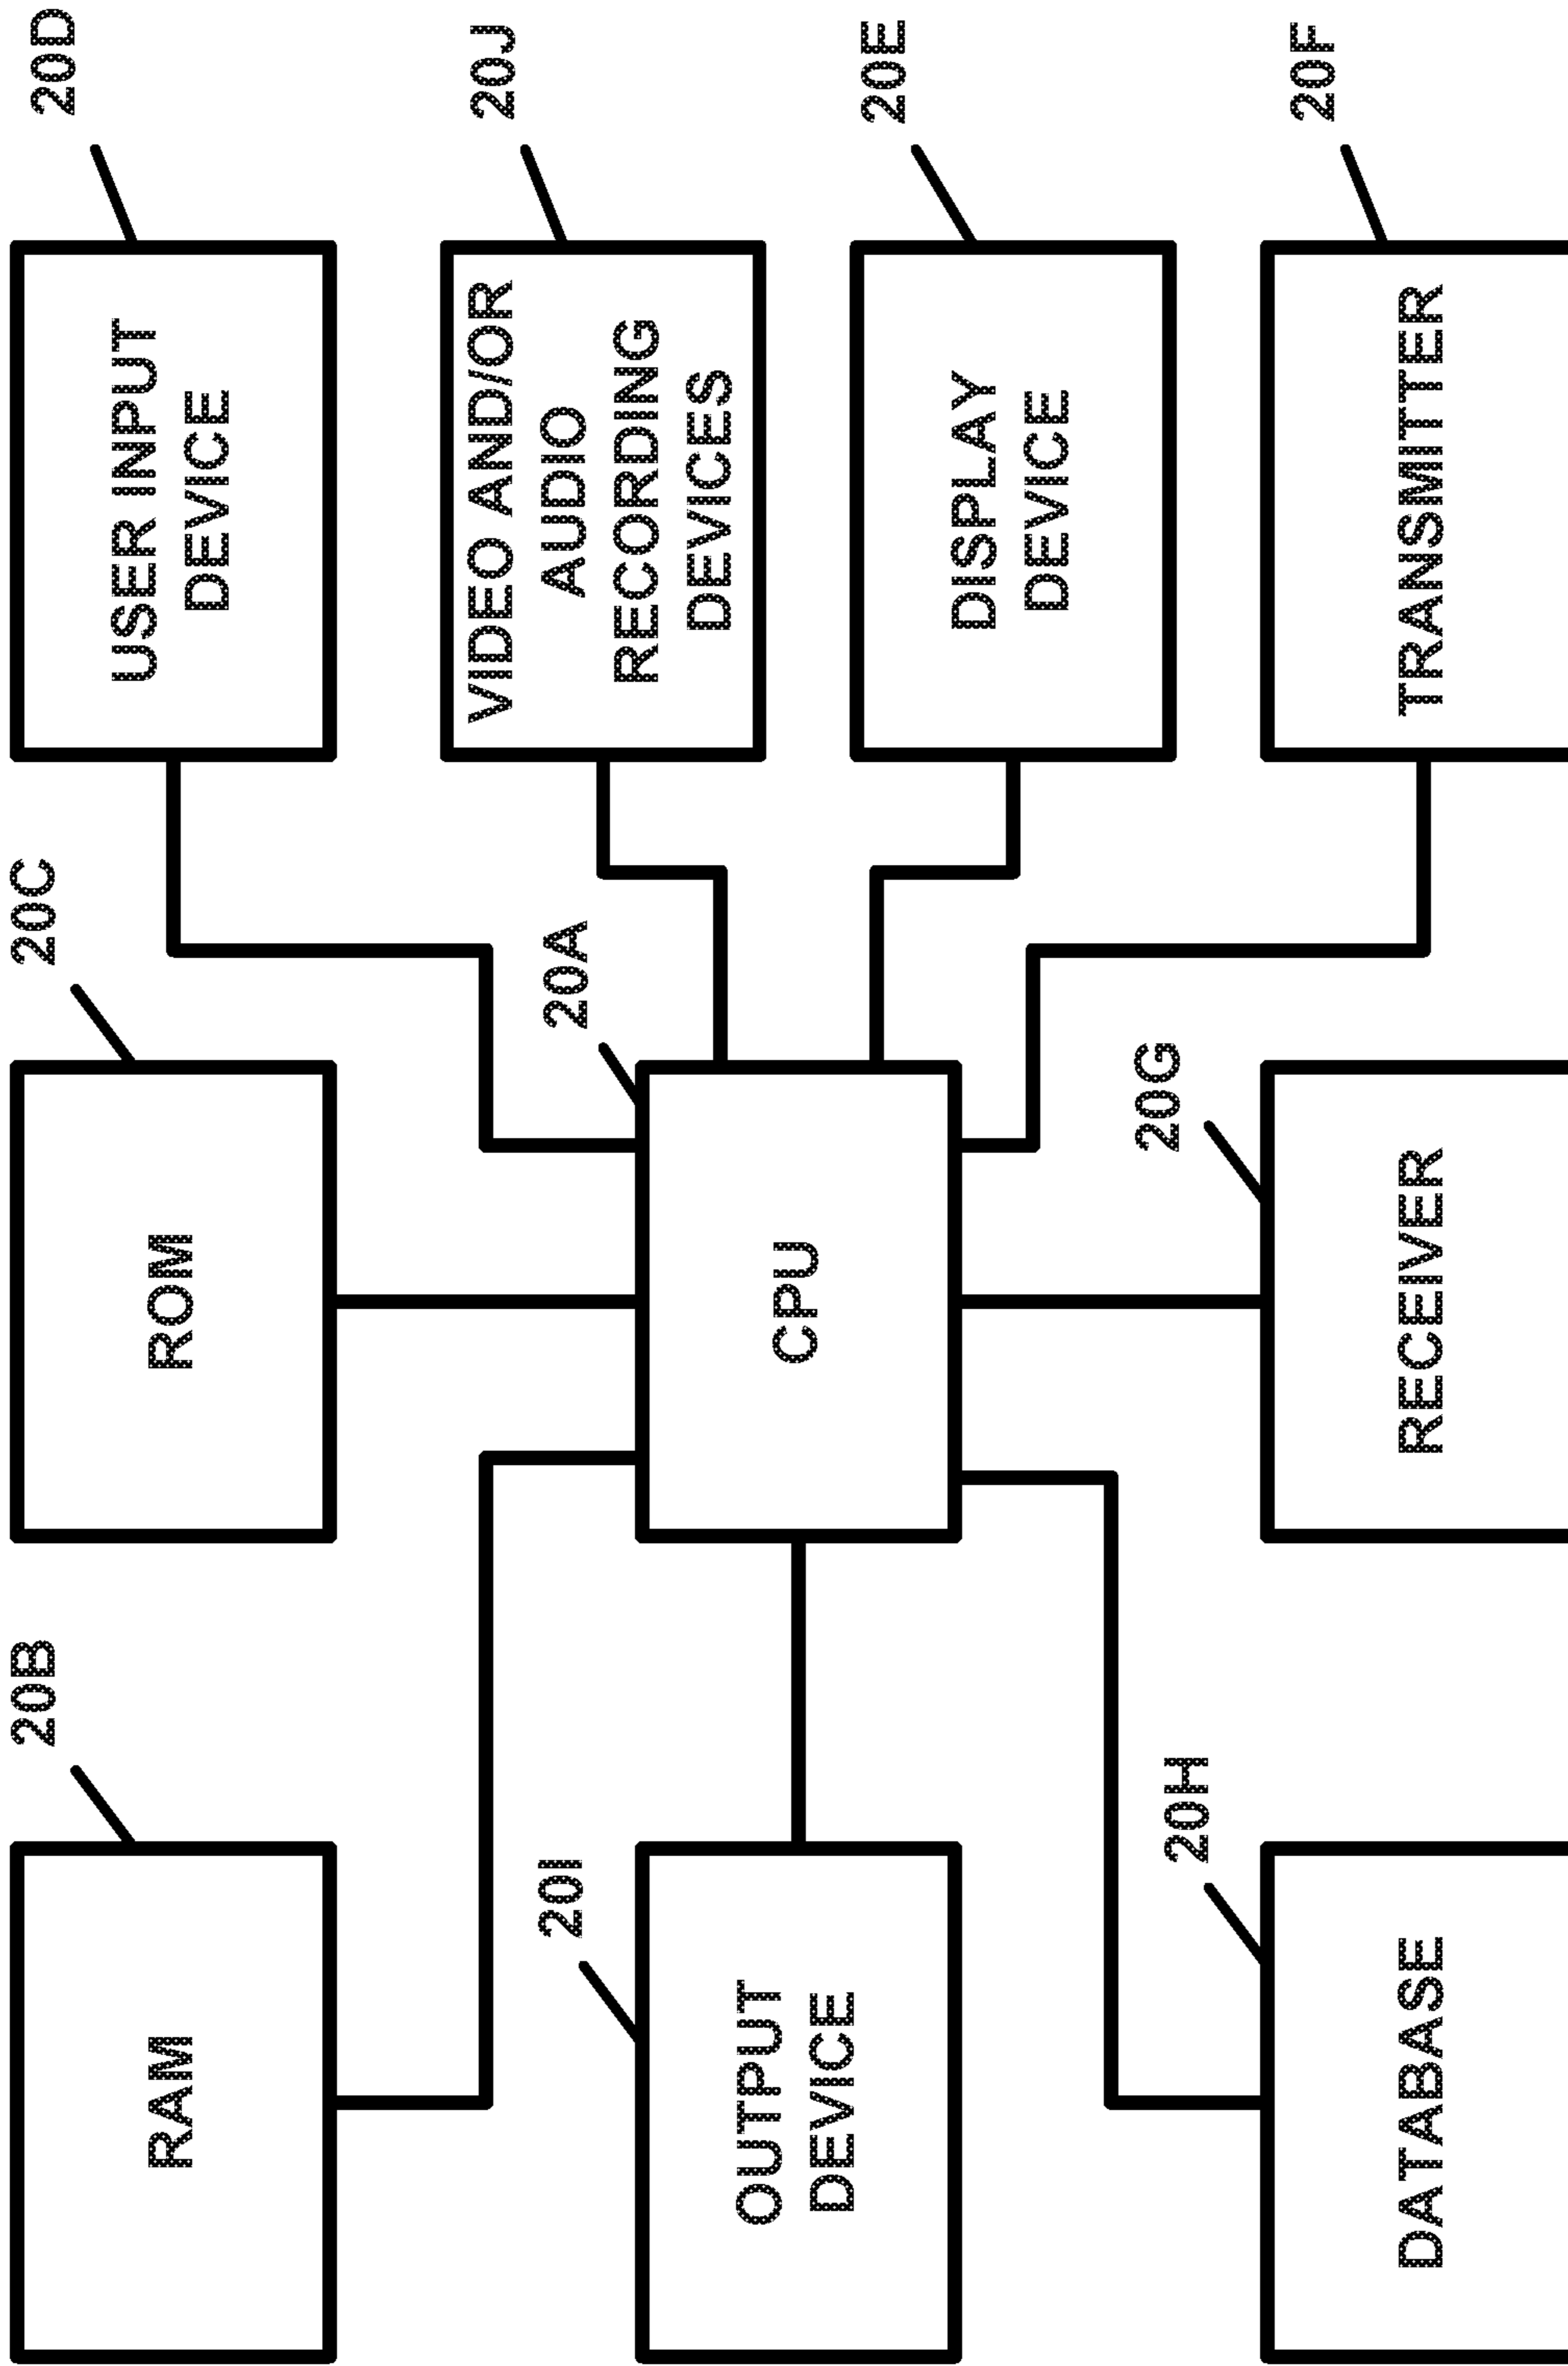 20B
RAM
20C
ROM
20D
USER INPUT
DEVICE
20I
OUTPUT
DEVICE
20A
CPU
20J
VIDEO AND/OR
AUDIO
RECORDING
DEVICES
20E
DISPLAY
DEVICE
20H
DATABASE
20G
RECEIVER
20F
TRANSMITTER